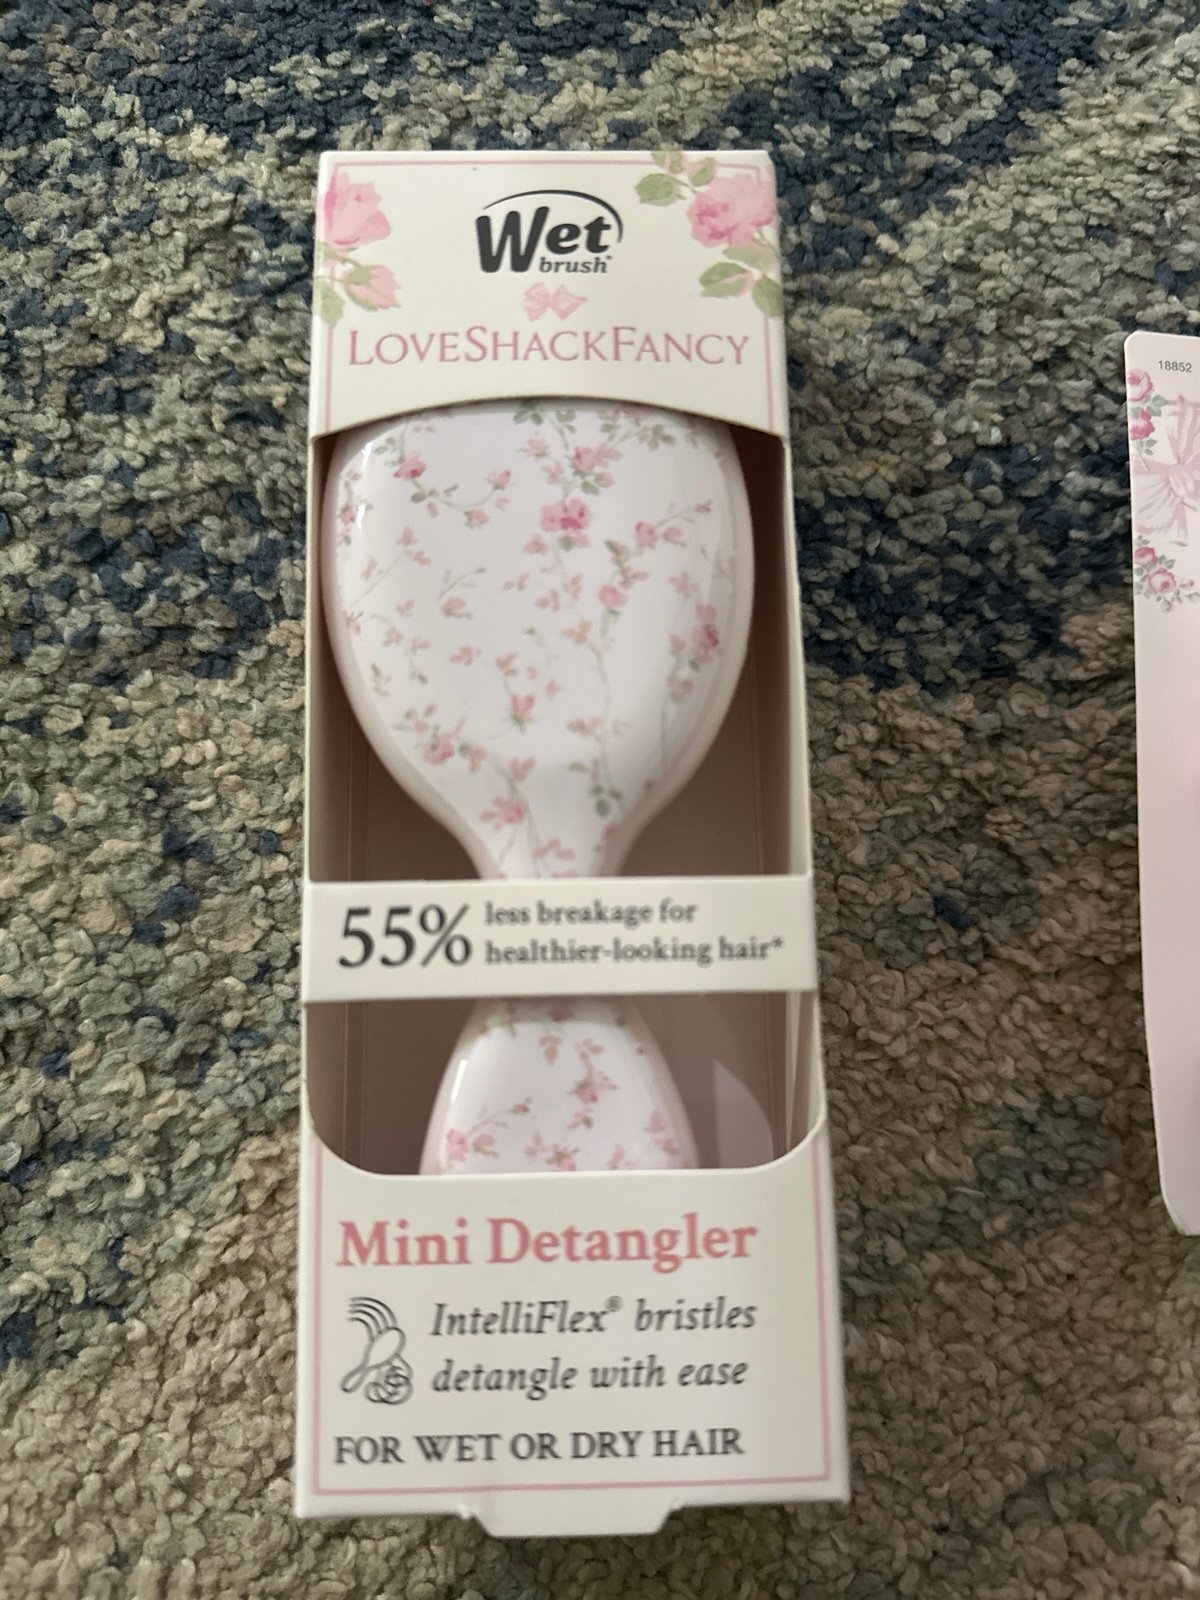 Wet
brush®
LOVESHACKFANCY
18852
55% less breakage for
healthier-looking hair*
Mini Detangler
IntelliFlex® bristles
detangle with ease
FOR WET OR DRY HAIR